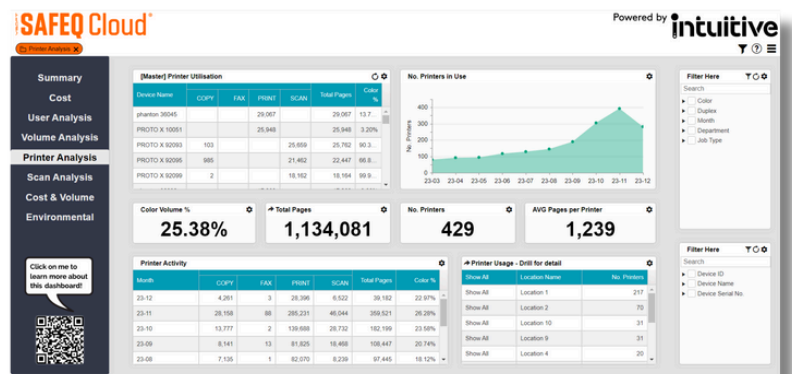 SAFEQ Cloud
Powered by intuitive
Printer Analysis
Summary
Cost
User Analysis
Volume Analysis
Printer Analysis
Scan Analysis
Cost & Volume
Environmental
Click on me to
learn more about
this dashboard!
[Master] Printer Utilisation
Device Name COPY FAX PRINT SCAN Total Pages Color %
phanton 36045 29,067 29,067 13.7...
PROTO X 10051 25,948 25,948 3.20%
PROTO X 92093 103 25,659 25,762 90.3...
PROTO X 92095 985 21,462 22,447 66.8...
PROTO X 92099 2 18,162 18,164 99.9...
No. Printers in Use
No. Printers
400
300
200
100
0
23-03 23-04 23-05 23-06 23-07 23-08 23-09 23-10 23-11 23-12
Filter Here
Search
Color
Duplex
Month
Department
Job Type
Color Volume %
25.38%
Total Pages
1,134,081
No. Printers
429
AVG Pages per Printer
1,239
Printer Activity
Month COPY FAX PRINT SCAN Total Pages Color %
23-12 4,261 3 28,396 6,522 39,182 22.97%
23-11 28,158 88 285,231 46,044 359,521 26.28%
23-10 13,777 2 139,688 28,732 182,199 23.58%
23-09 8,141 13 81,825 18,468 108,447 20.74%
23-08 7,135 1 82,070 8,239 97,445 18.12%
Printer Usage - Drill for detail
Show All Location Name No. Printers
Show All Location 1 217
Show All Location 2 70
Show All Location 10 31
Show All Location 9 31
Show All Location 4 20
Filter Here
Search
Device ID
Device Name
Device Serial No.